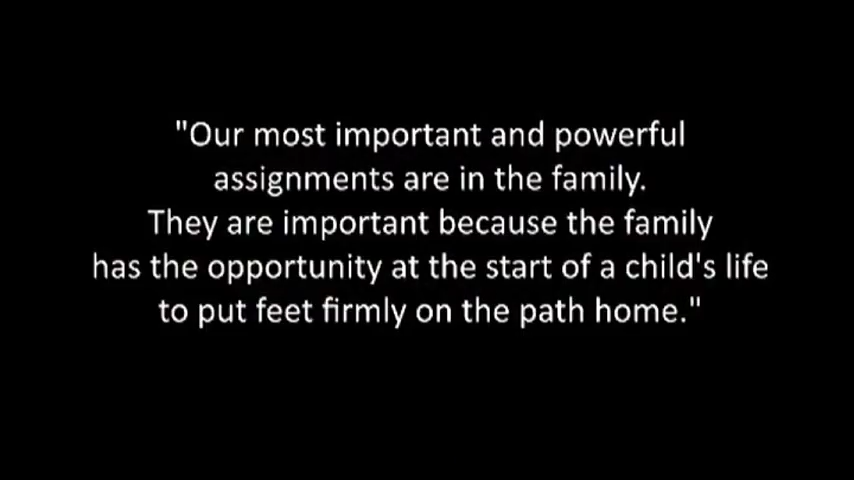 "Our most important and powerful
assignments are in the family.
They are important because the family
has the opportunity at the start of a child's life
to put feet firmly on the path home."